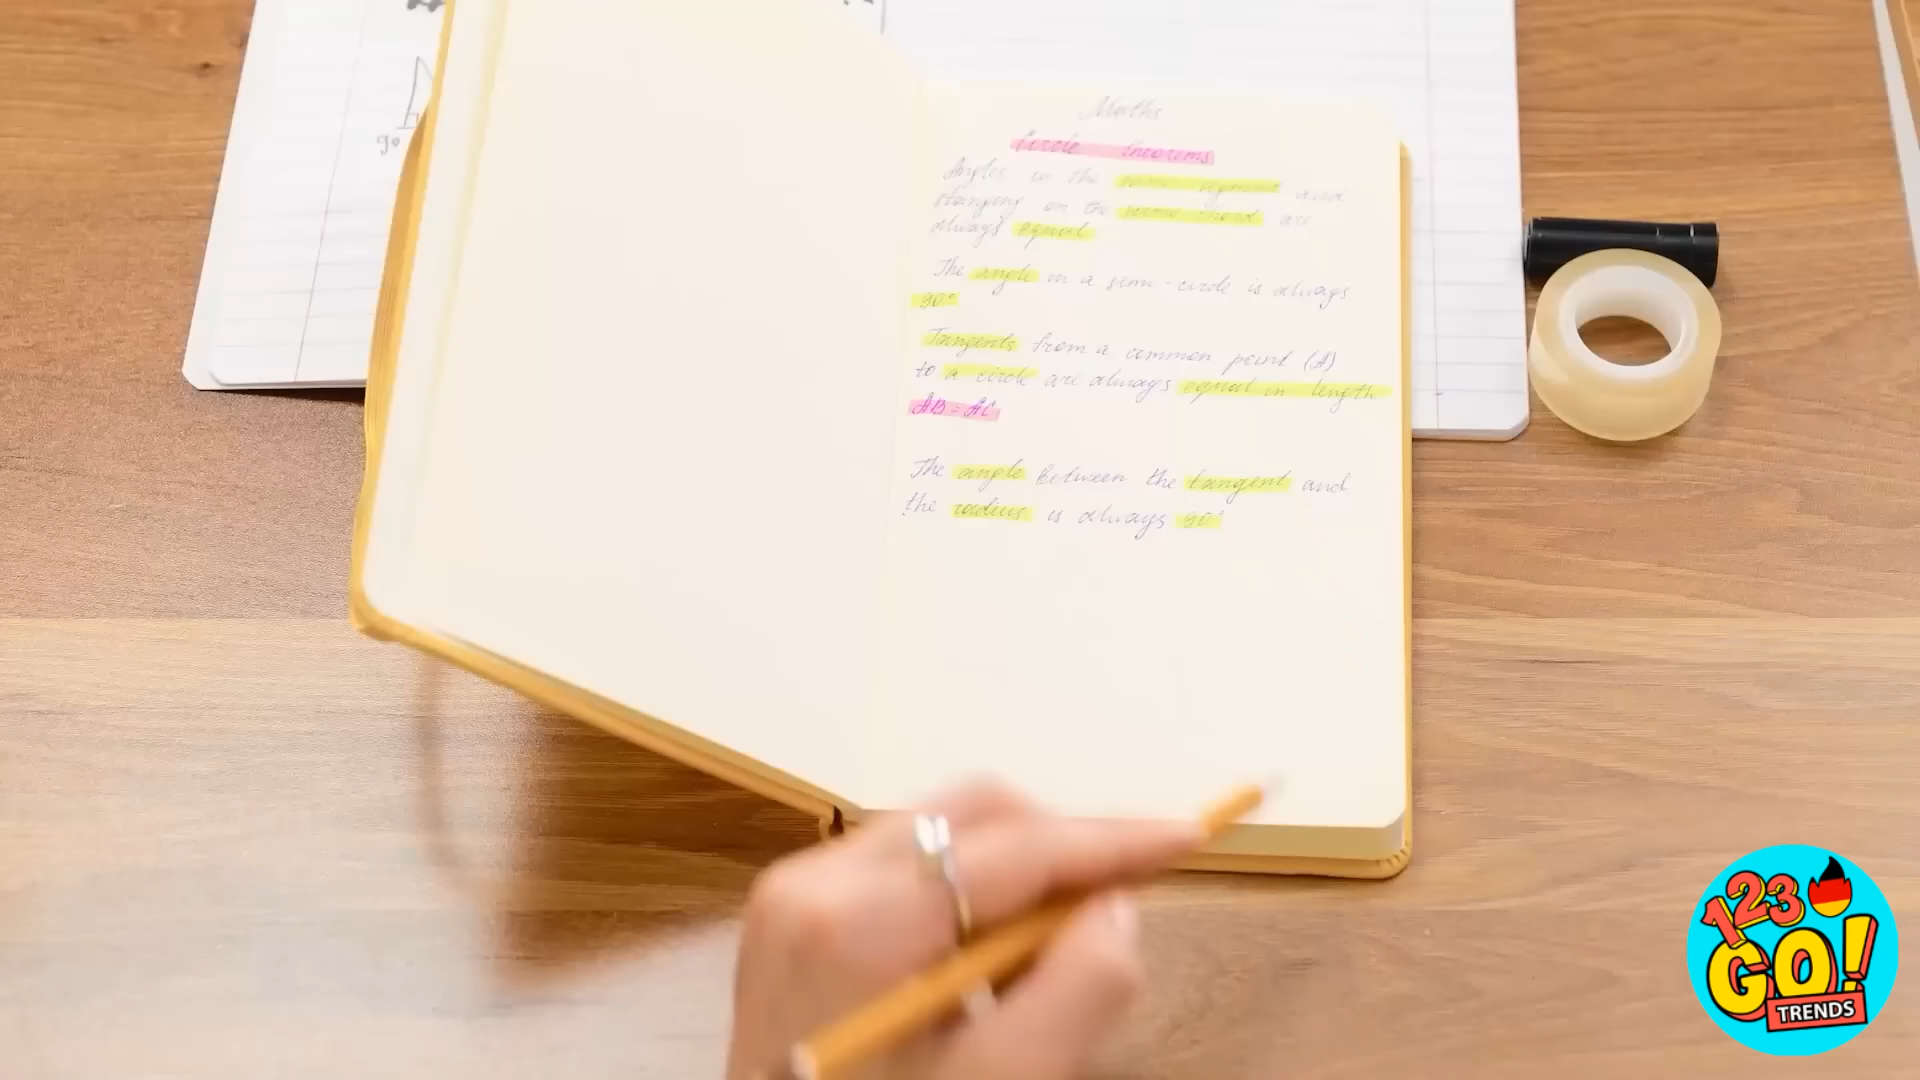 Maths
Circle theorems
Angles in the same segment and
stanging on the same chord are
always equal
The angle in a semi-circle is always
90°
Tangents from a common point (A)
to a circle are always equal in length
AB = AC
The angle between the tangent and
the radius is always 90°
90
123
GO!
TRENDS